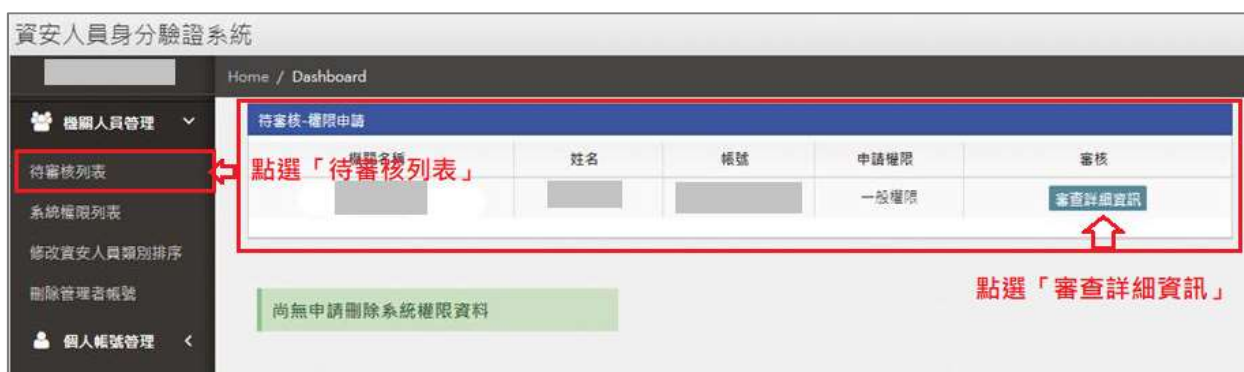 資安人員身分驗證系統
Home / Dashboard
機關人員管理
待審核列表
系統權限列表
修改資安人員類別排序
刪除管理者帳號
個人帳號管理
待審核-權限申請
機關名稱 姓名 帳號 申請權限 審核
一般權限 審查詳細資訊
點選「待審核列表」
點選「審查詳細資訊」
尚無申請刪除系統權限資料